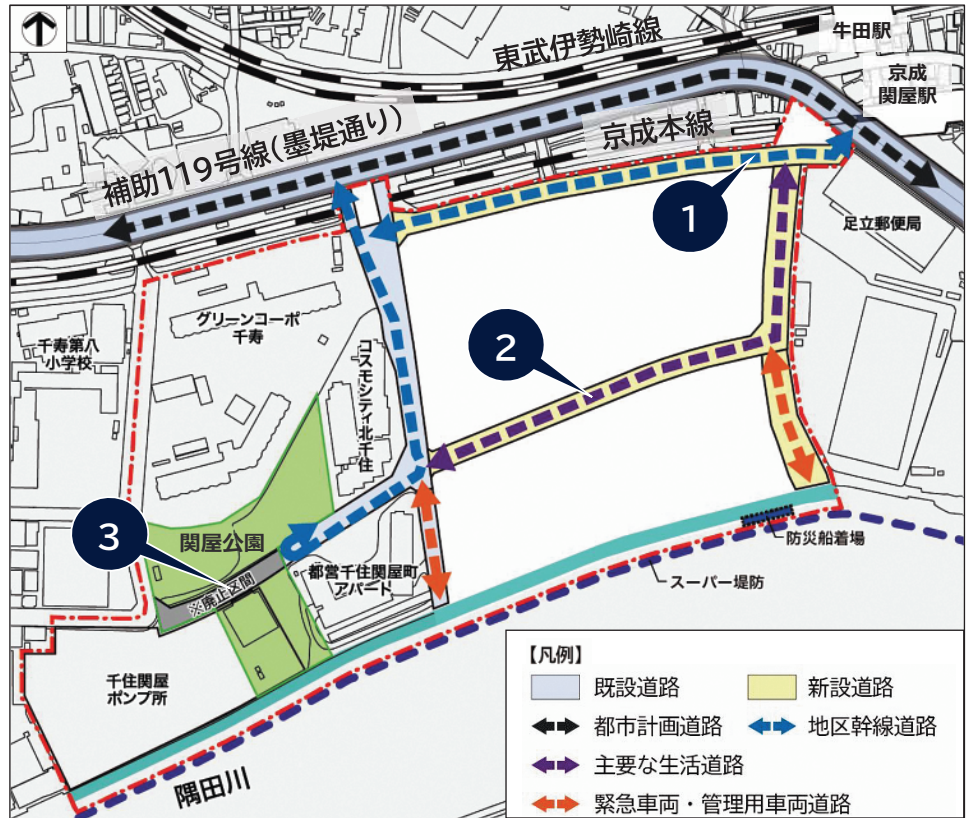 東武伊勢崎線
牛田駅
京成
関屋駅
補助119号線(墨堤通り)
京成本線
1
足立郵便局
グリーンコーポ
千寿
千寿第八
小学校
コスモシティ北千住
2
3
関屋公園
※廃止区間
都営千住関屋町
アパート
防災船着場
スーパー堤防
千住関屋
ポンプ所
隅田川
【凡例】
既設道路
新設道路
都市計画道路
地区幹線道路
主要な生活道路
緊急車両・管理用車両道路